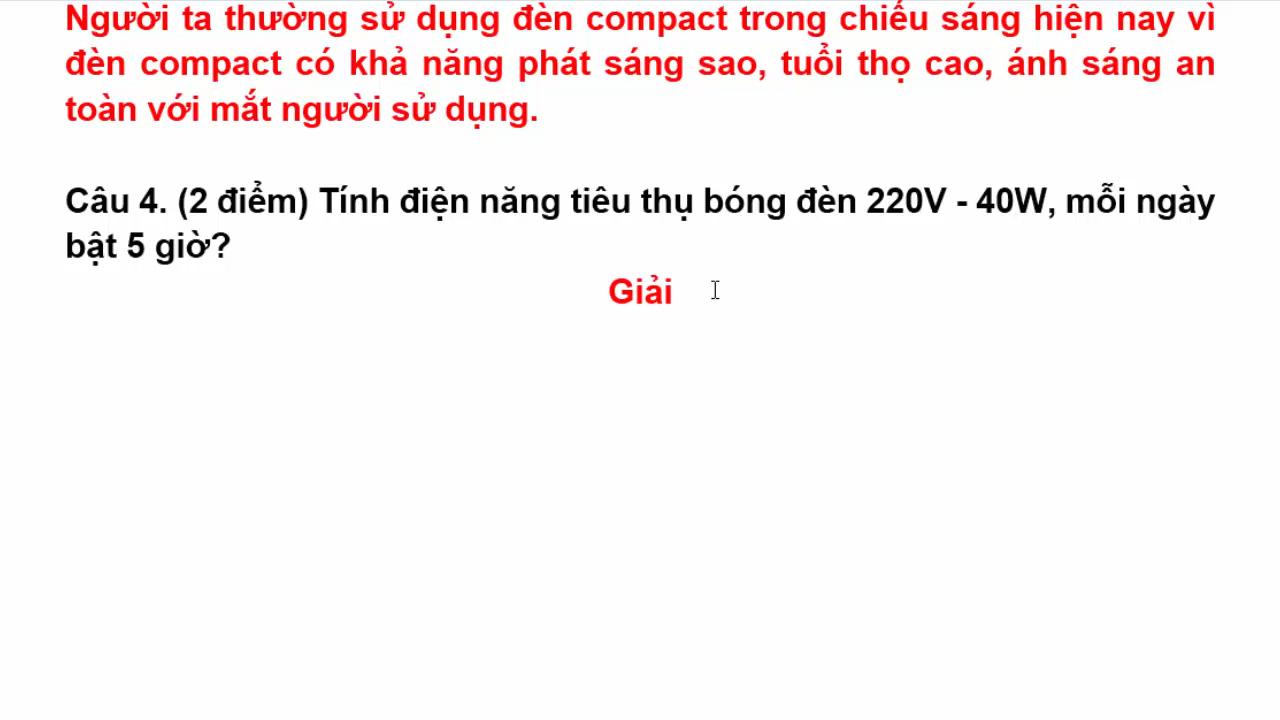 Người ta thường sử dụng đèn compact trong chiếu sáng hiện nay vì
đèn compact có khả năng phát sáng sao, tuổi thọ cao, ánh sáng an
toàn với mắt người sử dụng.
Câu 4. (2 điểm) Tính điện năng tiêu thụ bóng đèn 220V - 40W, mỗi ngày
bật 5 giờ?
Giải